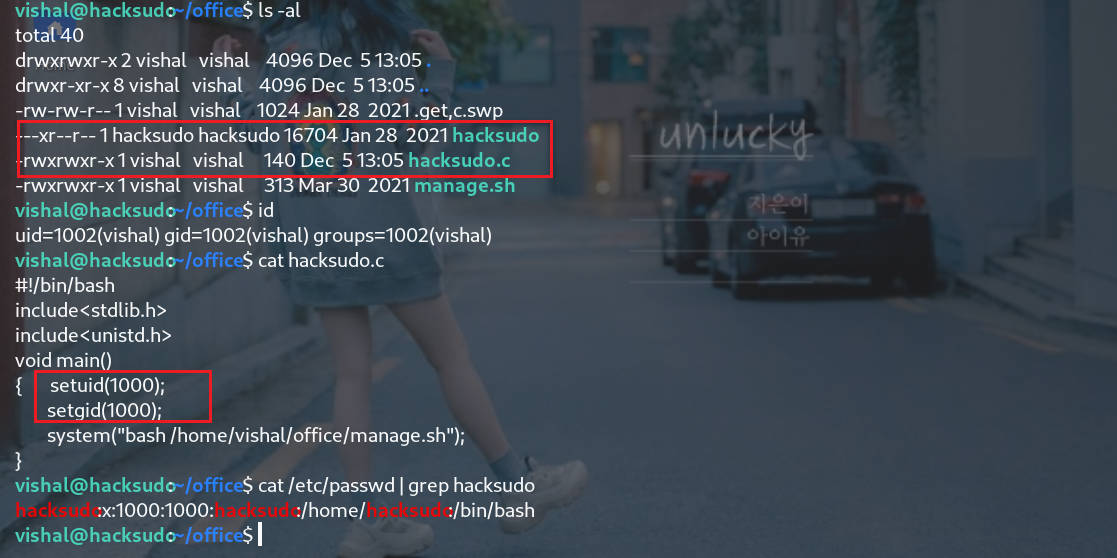 vishal@hacksudo:~/office$ ls -al
total 40
drwxrwxr-x 2 vishal vishal 4096 Dec 5 13:05 .
drwxr-xr-x 8 vishal vishal 4096 Dec 5 13:05 ..
-rw-rw-r-- 1 vishal vishal 1024 Jan 28 2021 .get,c.swp
---xr--r-- 1 hacksudo hacksudo 16704 Jan 28 2021 hacksudo
-rwxrwxr-x 1 vishal vishal 140 Dec 5 13:05 hacksudo.c
-rwxrwxr-x 1 vishal vishal 313 Mar 30 2021 manage.sh
vishal@hacksudo:~/office$ id
uid=1002(vishal) gid=1002(vishal) groups=1002(vishal)
vishal@hacksudo:~/office$ cat hacksudo.c
#!/bin/bash
include<stdlib.h>
include<unistd.h>
void main()
{ setuid(1000);
setgid(1000);
system("bash /home/vishal/office/manage.sh");
}
vishal@hacksudo:~/office$ cat /etc/passwd | grep hacksudo
hacksudo:x:1000:1000:hacksudo:/home/hacksudo:/bin/bash
vishal@hacksudo:~/office$
unlucky
지은이
아이유